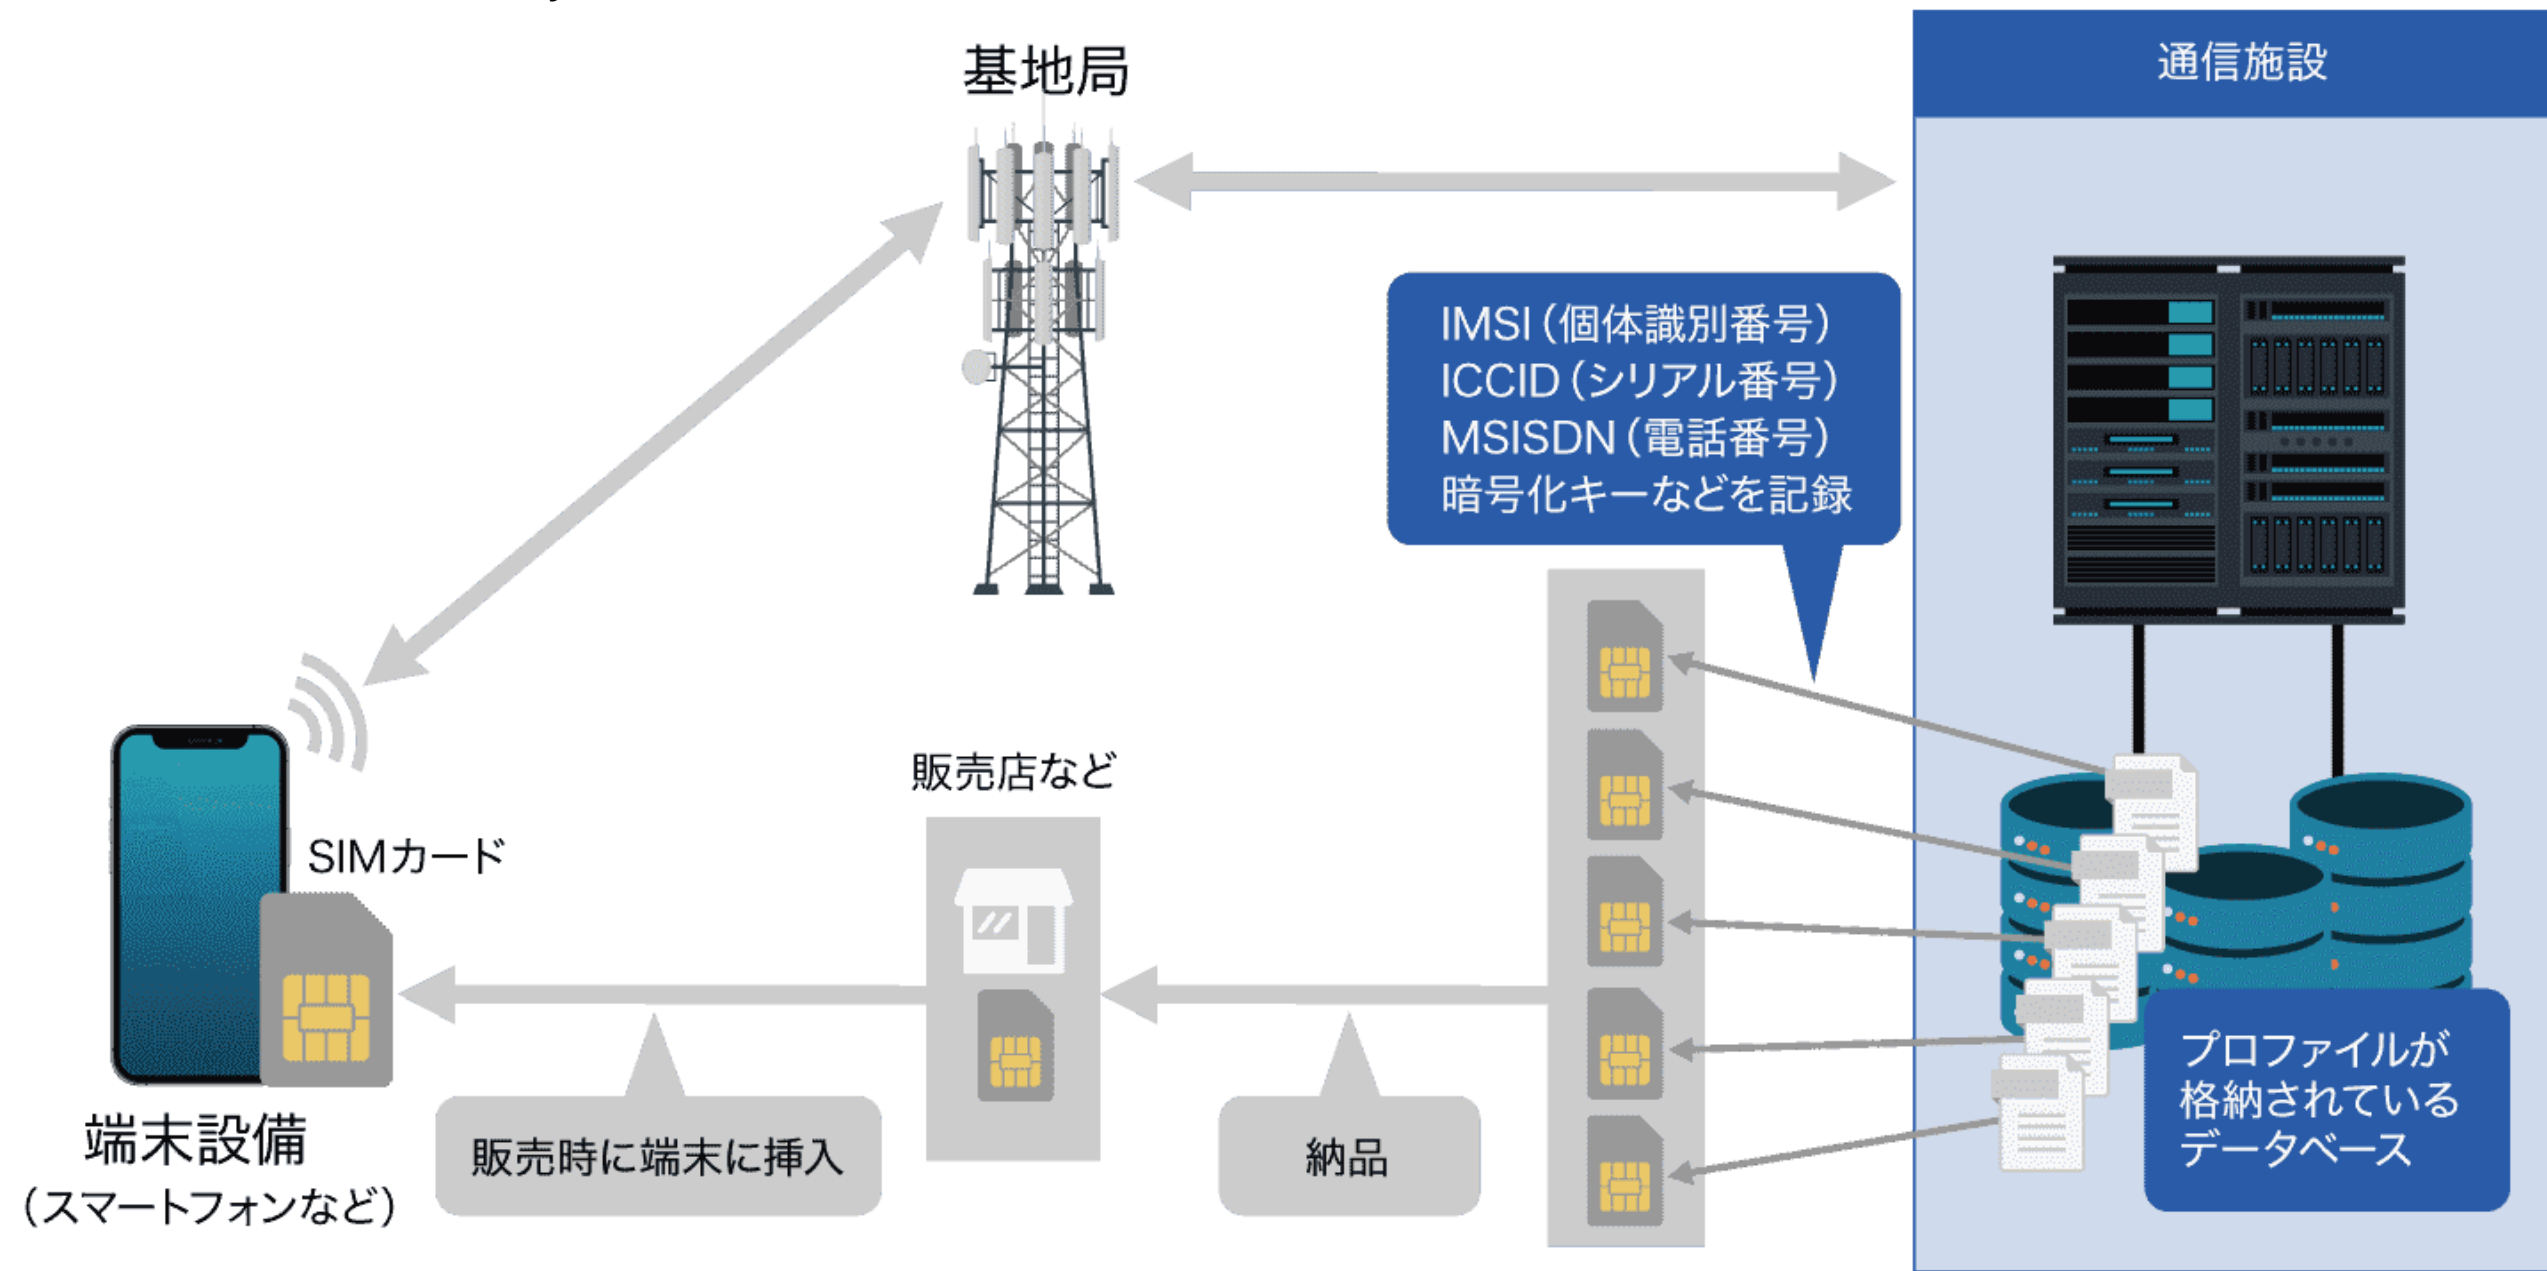 基地局
通信施設
IMSI（個体識別番号）
ICCID（シリアル番号）
MSISDN（電話番号）
暗号化キーなどを記録
販売店など
SIMカード
端末設備
（スマートフォンなど）
販売時に端末に挿入
納品
プロファイルが
格納されている
データベース